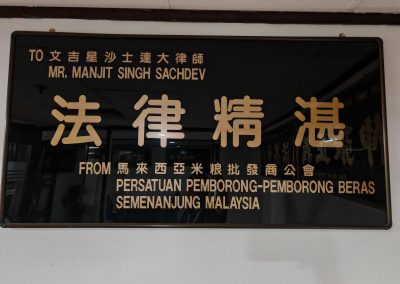 TO 文吉星沙士達大律師
MR. MANJIT SINGH SACHDEV
法律精湛
FROM 馬來西亞米粮批發商公會
PERSATUAN PEMBORONG-PEMBORONG BERAS
SEMENANJUNG MALAYSIA